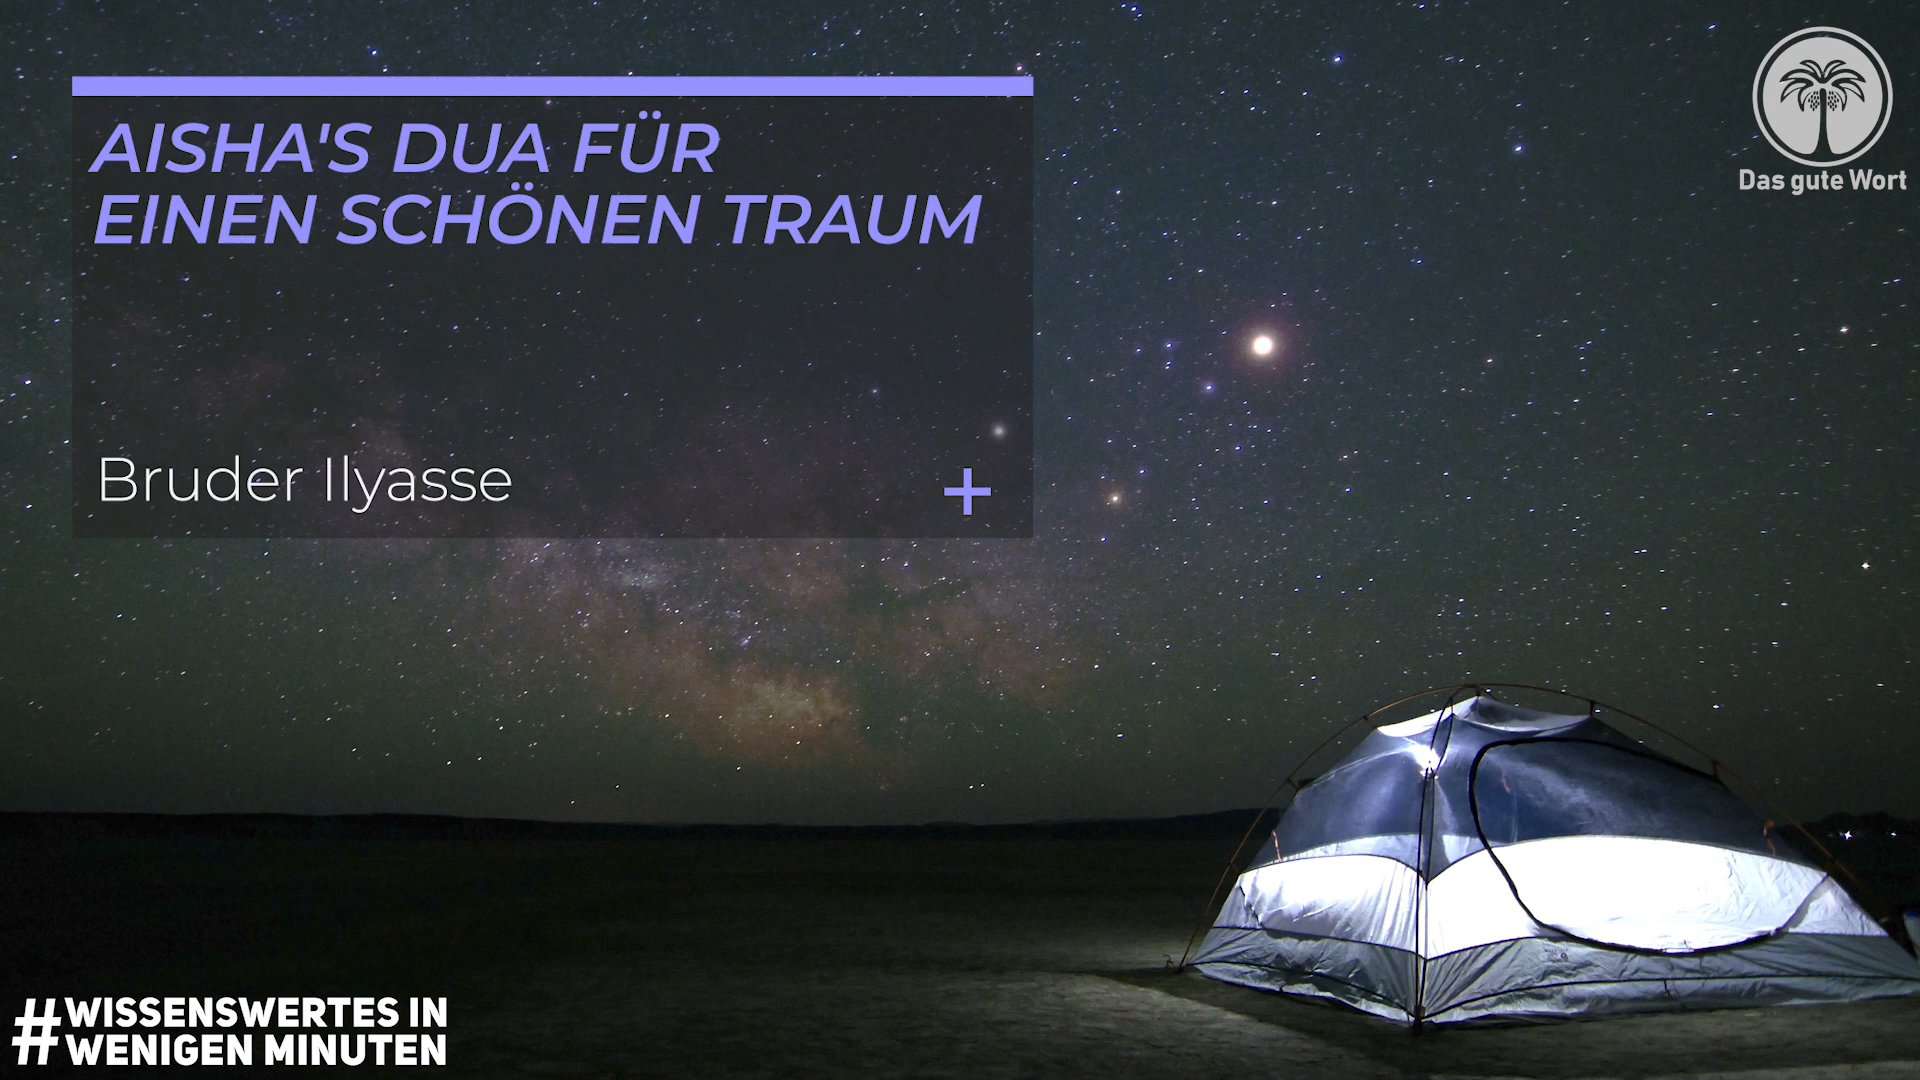 AISHA'S DUA FÜR
EINEN SCHÖNEN TRAUM
Bruder Ilyasse
+
Das gute Wort
#WISSENSWERTES IN
WENIGEN MINUTEN